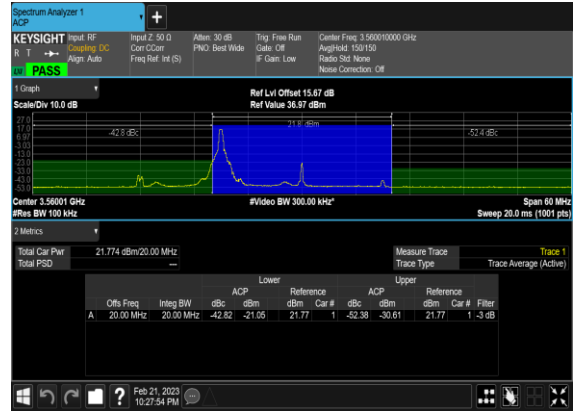 Spectrum Analyzer 1
ACP
KEYSIGHT Input: RF Input Z: 50 Ω Atten: 30 dB Trig: Free Run Center Freq: 3.560010000 GHz
R T Coupling: DC Corr CCorr PNO: Best Wide Gate: Off Avg|Hold: 150/150
Align: Auto Freq Ref: Int (S) IF Gain: Low Radio Std: None
PASS Noise Correction: Off
1 Graph
Scale/Div 10.0 dB Ref Lvl Offset 15.67 dB
Ref Value 36.97 dBm
27.0
17.0
6.97
-3.03
-13.0
-23.0
-33.0
-43.0
-53.0
-42.8 dBc 21.8 dBm -52.4 dBc
Center 3.56001 GHz #Video BW 300.00 kHz* Span 60 MHz
#Res BW 100 kHz Sweep 20.0 ms (1001 pts)
2 Metrics
Total Car Pwr 21.774 dBm/20.00 MHz Measure Trace Trace 1
Total PSD --- Trace Type Trace Average (Active)
Lower Upper
ACP Reference ACP Reference
Offs Freq Integ BW dBc dBm dBm Car # dBc dBm dBm Car # Filter
A 20.00 MHz 20.00 MHz -42.82 -21.05 21.77 1 -52.38 -30.61 21.77 1 -3 dB
Feb 21, 2023
10:27:54 PM